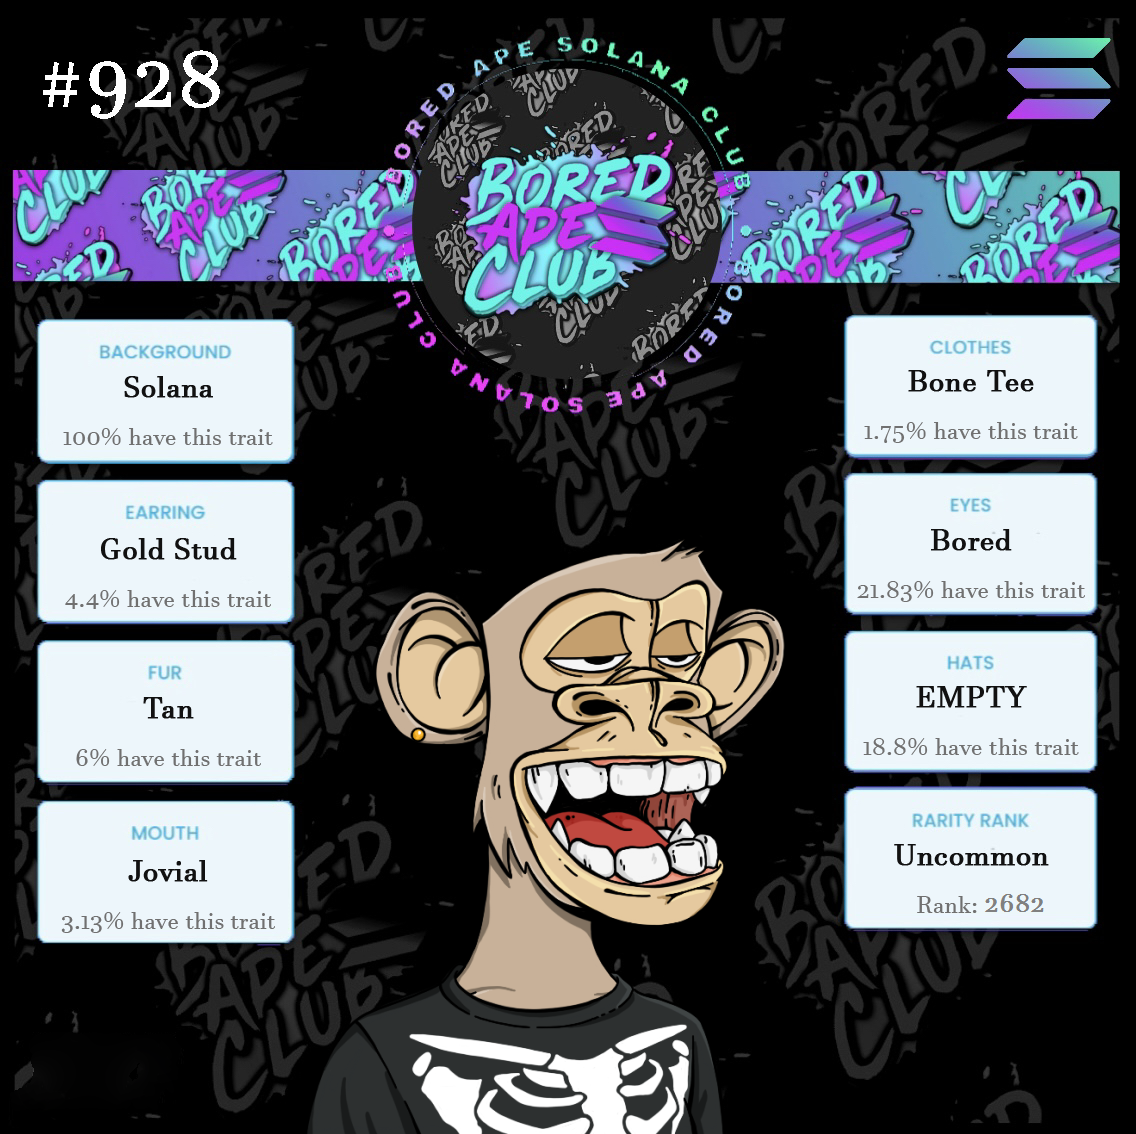 #928
BORED APE SOLANA CLUB
BORED APE SOLANA CLUB
BORED
APE
CLUB
BACKGROUND
Solana
100% have this trait
EARRING
Gold Stud
4.4% have this trait
FUR
Tan
6% have this trait
MOUTH
Jovial
3.13% have this trait
CLOTHES
Bone Tee
1.75% have this trait
EYES
Bored
21.83% have this trait
HATS
EMPTY
18.8% have this trait
RARITY RANK
Uncommon
Rank: 2682